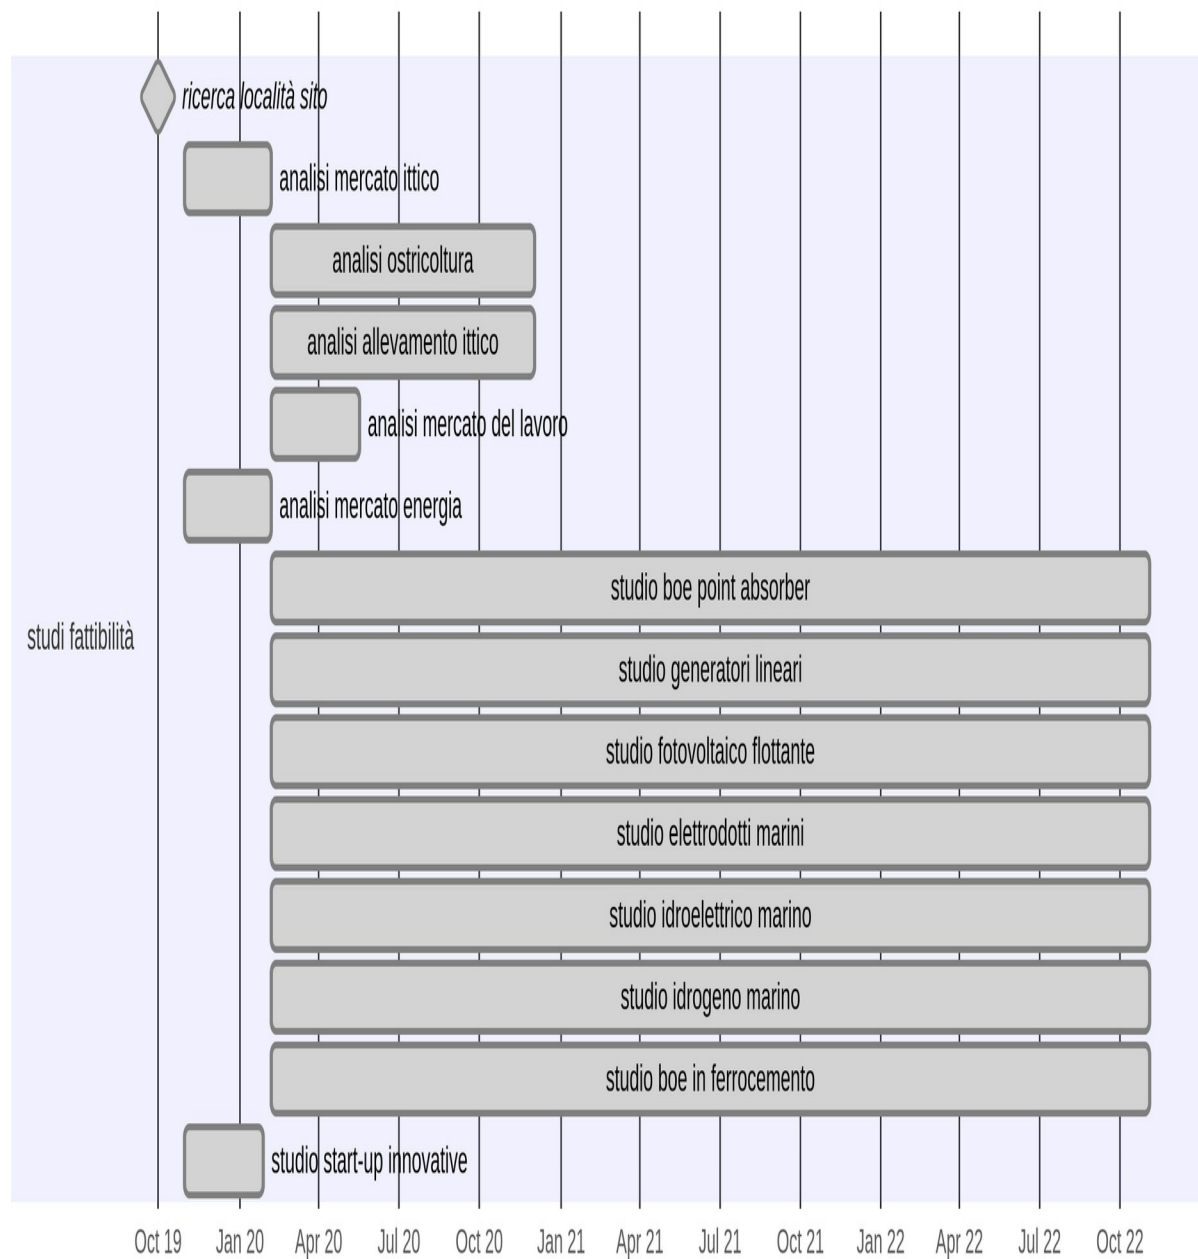 ricerca località sito
analisi mercato ittico
analisi ostricoltura
analisi allevamento ittico
analisi mercato del lavoro
analisi mercato energia
studio boe point absorber
studi fattibilità
studio generatori lineari
studio fotovoltaico flottante
studio elettrodotti marini
studio idroelettrico marino
studio idrogeno marino
studio boe in ferrocemento
studio start-up innovative
Oct 19 Jan 20 Apr 20 Jul 20 Oct 20 Jan 21 Apr 21 Jul 21 Oct 21 Jan 22 Apr 22 Jul 22 Oct 22